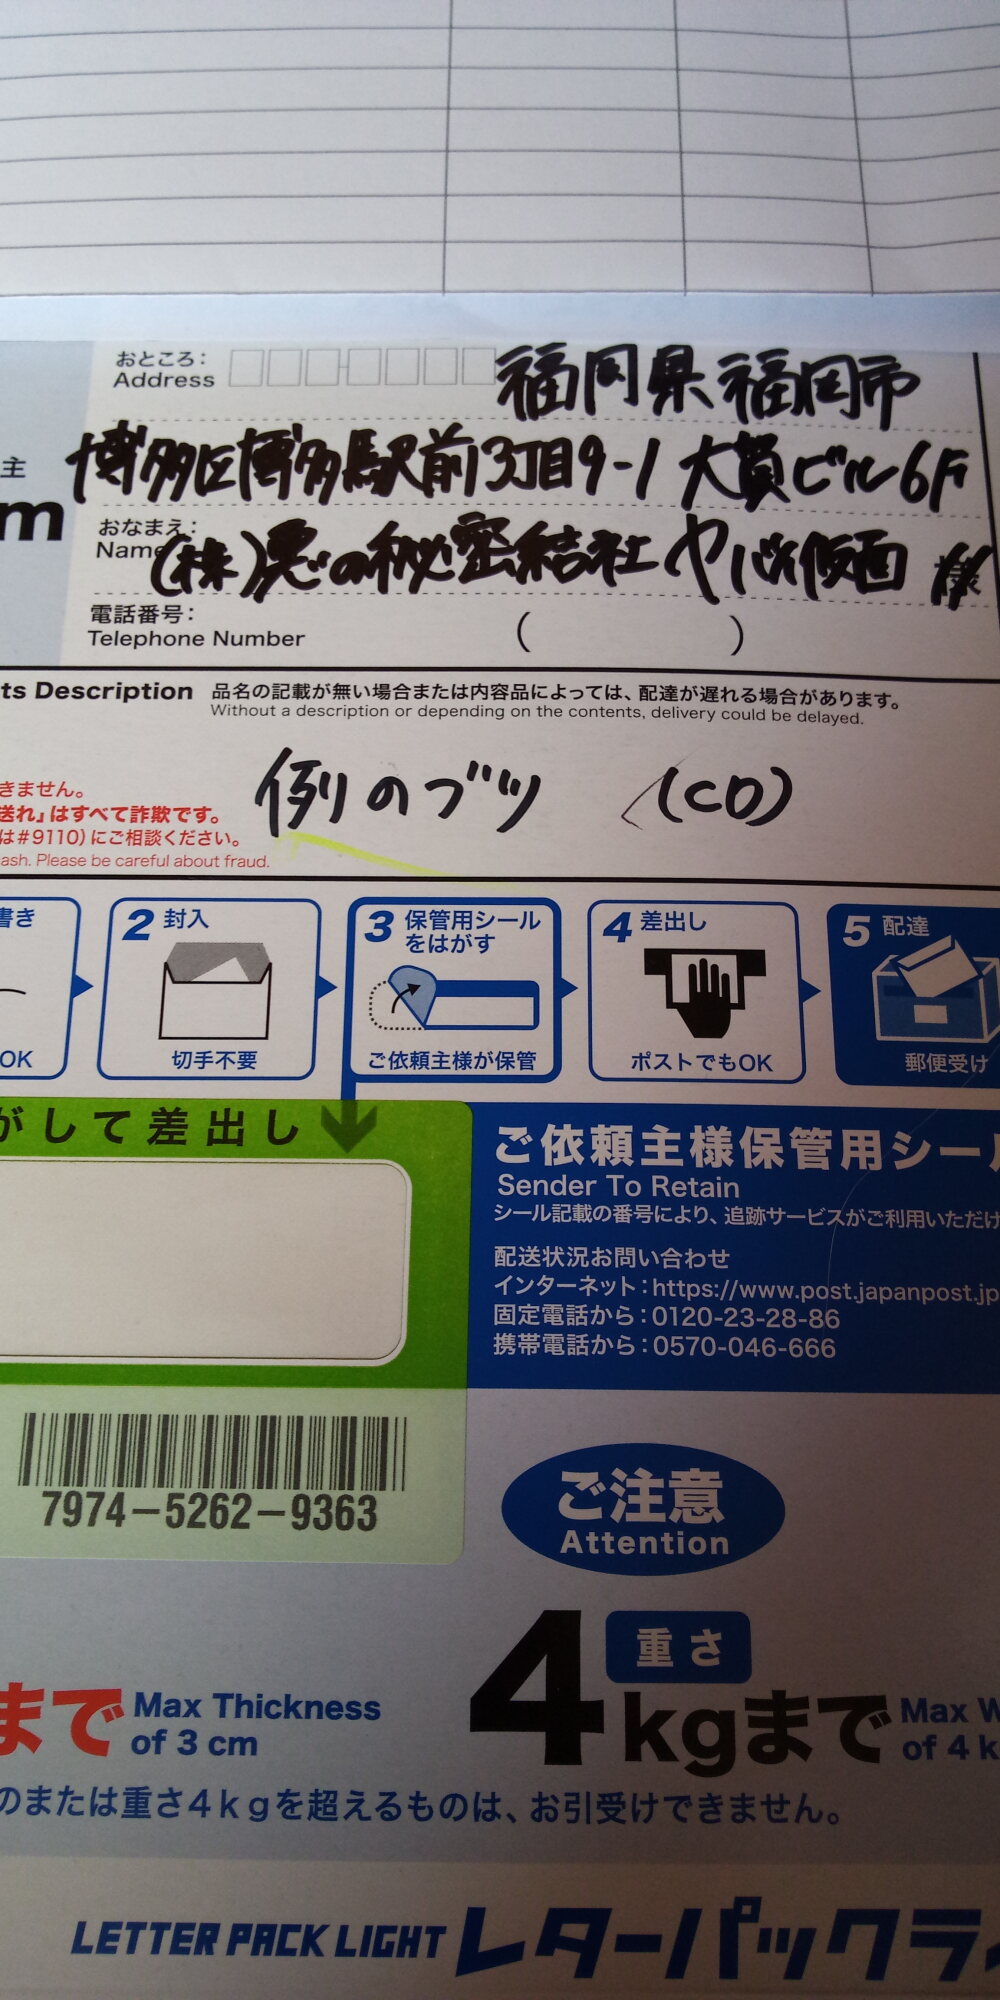 おところ:
Address
福岡県福岡市
主
博多区博多駅前3丁目9-1 大賀ビル6F
m
おなまえ:
Name
(株)悪の秘密結社 ヤバイ仮面 様
電話番号:
Telephone Number
( )
ts Description 品名の記載が無い場合または内容品によっては、配達が遅れる場合があります。
Without a description or depending on the contents, delivery could be delayed.
きません。
例のブツ (CD)
送れ」はすべて詐欺です。
は#9110)にご相談ください。
ash. Please be careful about fraud.
書き
OK
2 封入
切手不要
3 保管用シール
をはがす
ご依頼主様が保管
4 差出し
ポストでもOK
5 配達
郵便受け
がして差出し
ご依頼主様保管用シール
Sender To Retain
シール記載の番号により、追跡サービスがご利用いただけ
配送状況お問い合わせ
インターネット:https://www.post.japanpost.jp
固定電話から:0120-23-28-86
携帯電話から:0570-046-666
7974-5262-9363
ご注意
Attention
まで Max Thickness
of 3 cm
重さ
4kgまで Max W
of 4 k
のまたは重さ4kgを超えるものは、お引受けできません。
LETTER PACK LIGHT レターパックラ